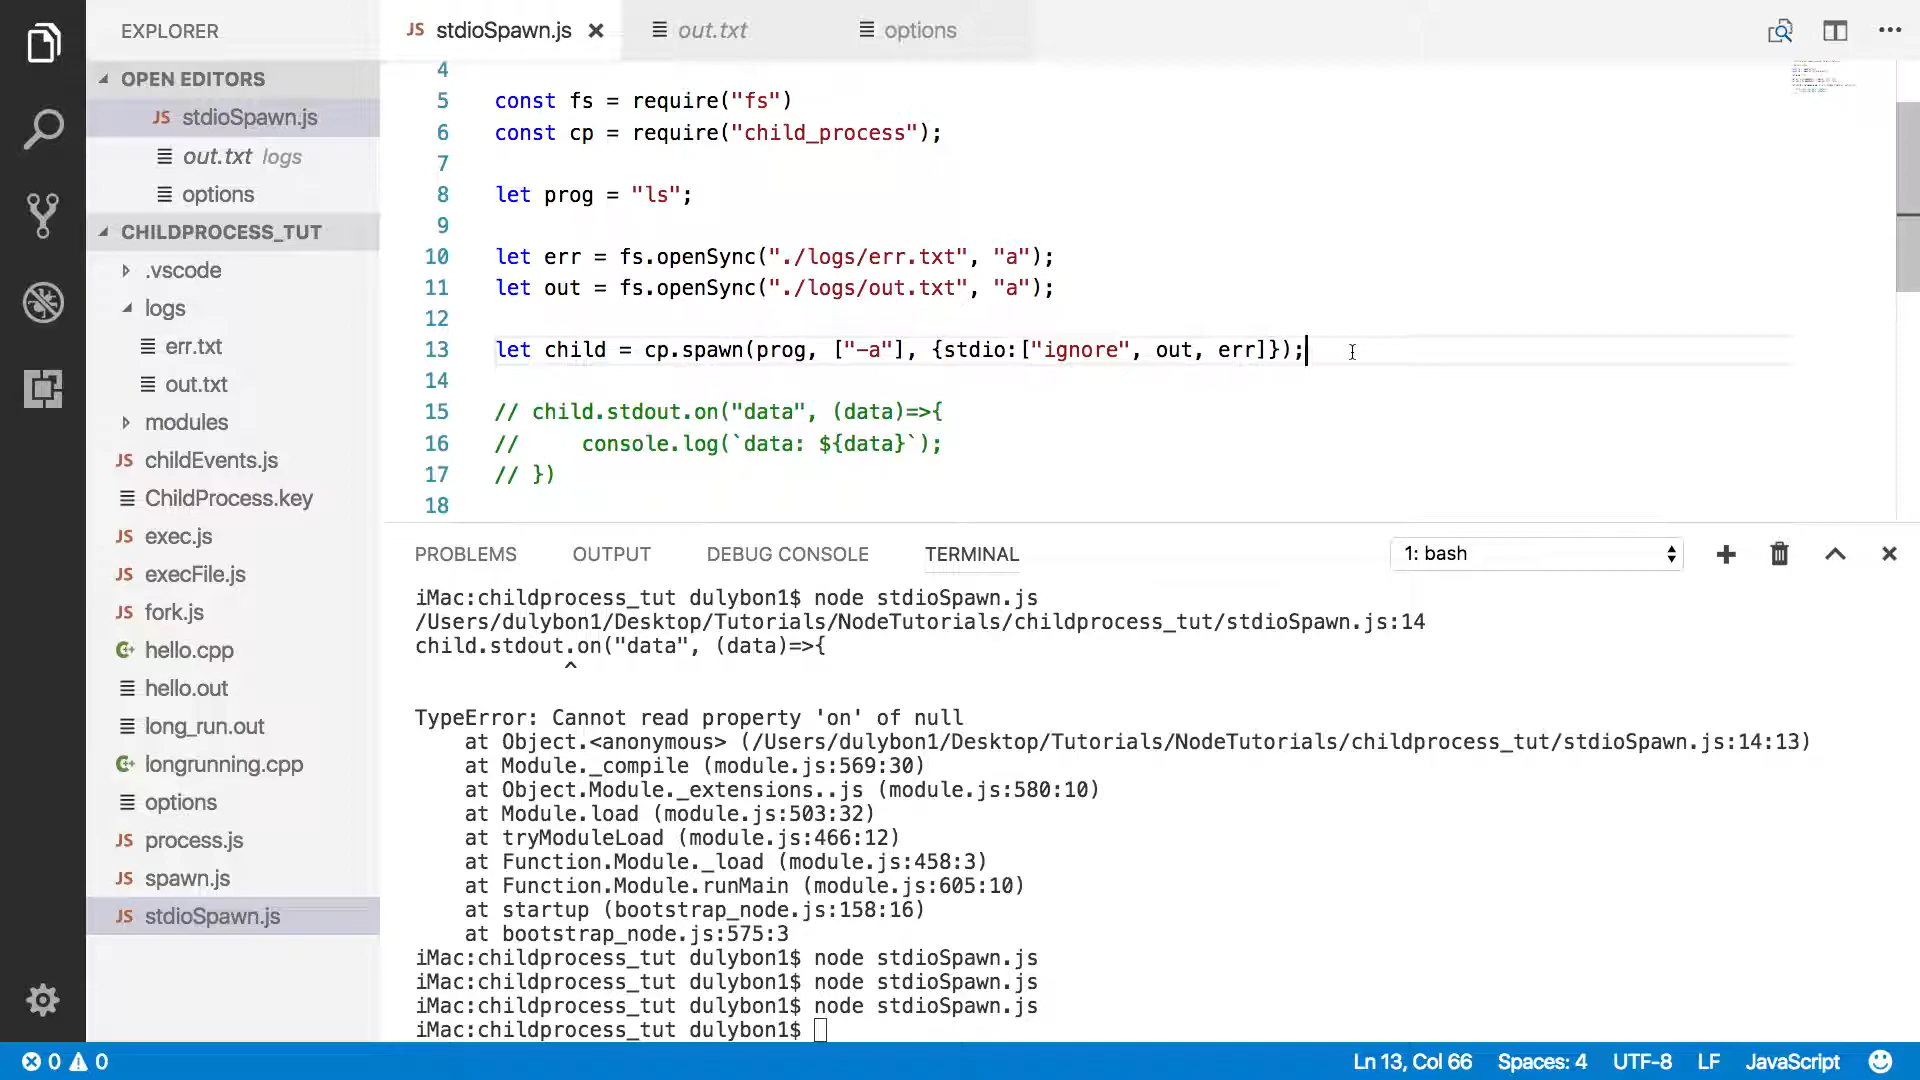 EXPLORER
OPEN EDITORS
JS stdioSpawn.js
out.txt logs
options
CHILDPROCESS_TUT
.vscode
logs
err.txt
out.txt
modules
JS childEvents.js
ChildProcess.key
JS exec.js
JS execFile.js
JS fork.js
hello.cpp
hello.out
long_run.out
longrunning.cpp
options
JS process.js
JS spawn.js
JS stdioSpawn.js
JS stdioSpawn.js
out.txt
options
4
5 const fs = require("fs")
6 const cp = require("child_process");
7
8 let prog = "ls";
9
10 let err = fs.openSync("./logs/err.txt", "a");
11 let out = fs.openSync("./logs/out.txt", "a");
12
13 let child = cp.spawn(prog, ["-a"], {stdio:["ignore", out, err]});
14
15 // child.stdout.on("data", (data)=>{
16 //     console.log(`data: ${data}`);
17 // })
18
PROBLEMS OUTPUT DEBUG CONSOLE TERMINAL 1: bash
iMac:childprocess_tut dulybon1$ node stdioSpawn.js
/Users/dulybon1/Desktop/Tutorials/NodeTutorials/childprocess_tut/stdioSpawn.js:14
child.stdout.on("data", (data)=>{
^
TypeError: Cannot read property 'on' of null
at Object.<anonymous> (/Users/dulybon1/Desktop/Tutorials/NodeTutorials/childprocess_tut/stdioSpawn.js:14:13)
at Module._compile (module.js:569:30)
at Object.Module._extensions..js (module.js:580:10)
at Module.load (module.js:503:32)
at tryModuleLoad (module.js:466:12)
at Function.Module._load (module.js:458:3)
at Function.Module.runMain (module.js:605:10)
at startup (bootstrap_node.js:158:16)
at bootstrap_node.js:575:3
iMac:childprocess_tut dulybon1$ node stdioSpawn.js
iMac:childprocess_tut dulybon1$ node stdioSpawn.js
iMac:childprocess_tut dulybon1$ node stdioSpawn.js
iMac:childprocess_tut dulybon1$
0 0 Ln 13, Col 66 Spaces: 4 UTF-8 LF JavaScript